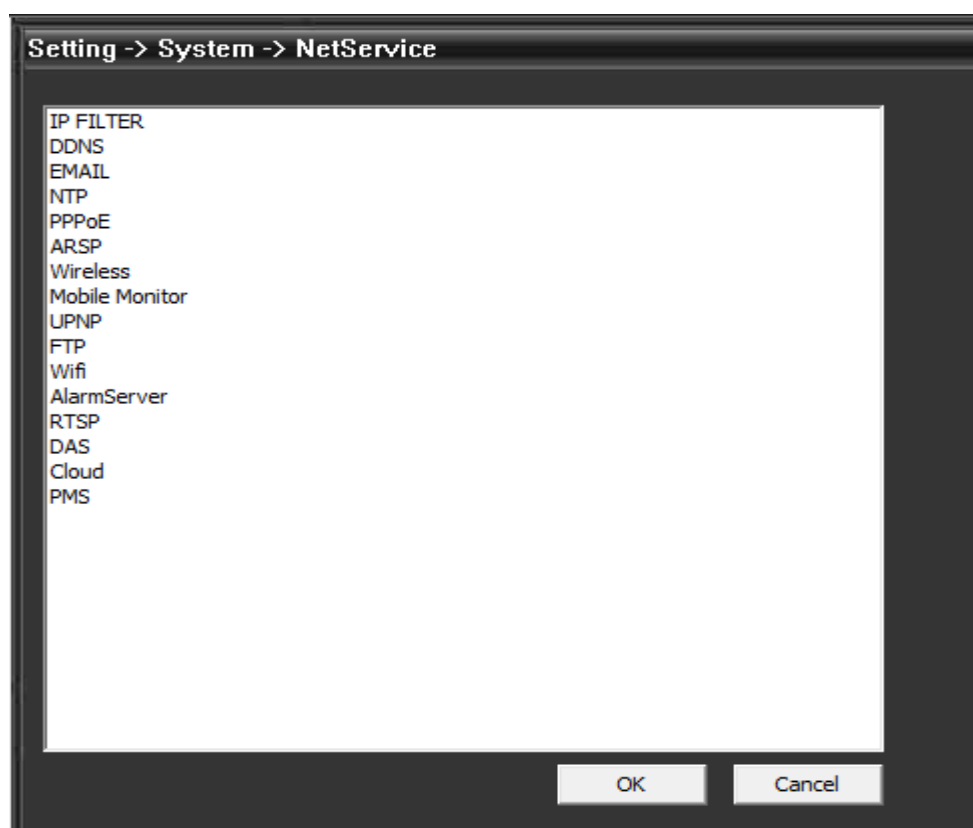 Setting -> System -> NetService
IP FILTER
DDNS
EMAIL
NTP
PPPoE
ARSP
Wireless
Mobile Monitor
UPNP
FTP
Wifi
AlarmServer
RTSP
DAS
Cloud
PMS
OK
Cancel